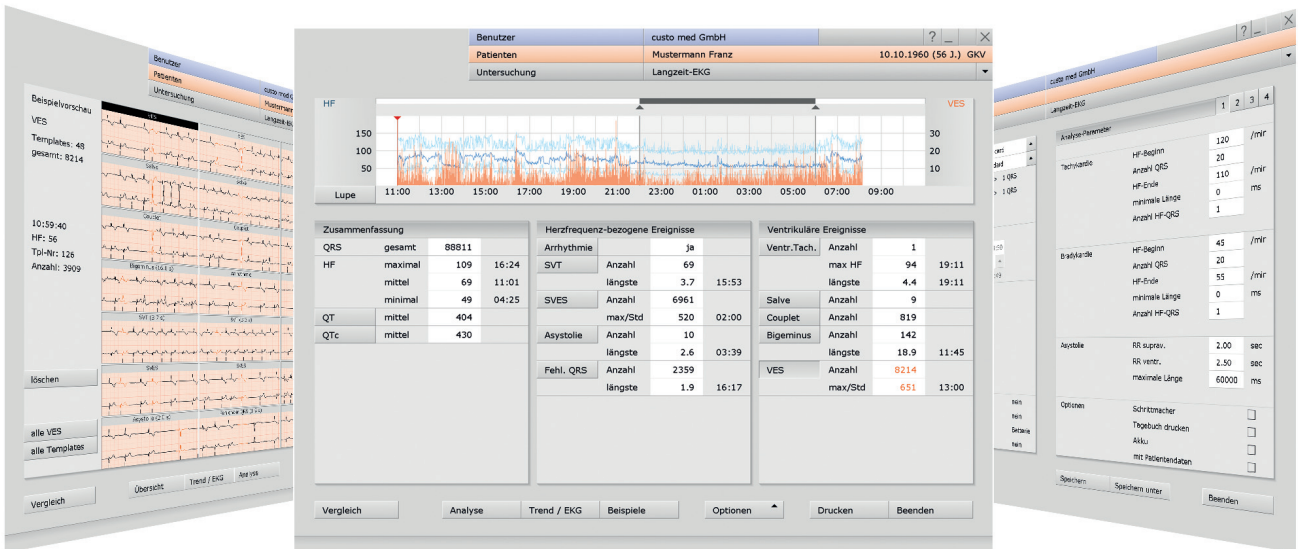 Benutzer
Patienten
Untersuchung
Beispielvorschau
VES
Templates: 48
gesamt: 8214
10:59:40
HF: 56
Tpl-Nr: 126
Anzahl: 3909
löschen
alle VES
alle Templates
Vergleich
Übersicht
Trend / EKG
Analyse
VES
Salve
Couplet
SVES
Benutzer custo med GmbH ? _ X
Patienten Mustermann Franz 10.10.1960 (56 J.) GKV
Untersuchung Langzeit-EKG
HF VES
150 30
100 20
50 10
Lupe 11:00 13:00 15:00 17:00 19:00 21:00 23:00 01:00 03:00 05:00 07:00 09:00
Zusammenfassung
QRS gesamt 88811
HF maximal 109 16:24
mittel 69 11:01
minimal 49 04:25
QT mittel 404
QTc mittel 430
Herzfrequenz-bezogene Ereignisse
Arrhythmie ja
SVT Anzahl 69
längste 3.7 15:53
SVES Anzahl 6961
max/Std 520 02:00
Asystolie Anzahl 10
längste 2.6 03:39
Fehl. QRS Anzahl 2359
längste 1.9 16:17
Ventrikuläre Ereignisse
Ventr.Tach. Anzahl 1
max HF 94 19:11
längste 4.4 19:11
Salve Anzahl 9
Couplet Anzahl 819
Bigeminus Anzahl 142
längste 18.9 11:45
VES Anzahl 8214
max/Std 651 13:00
Vergleich Analyse Trend / EKG Beispiele Optionen Drucken Beenden
? _ X
custo med GmbH
Langzeit-EKG
1 2 3 4
Analyse-Parameter
Tachykardie HF-Beginn 120 /min
Anzahl QRS 20
HF-Ende 110 /min
minimale Länge 0 ms
Anzahl HF-QRS 1
Bradykardie HF-Beginn 45 /min
Anzahl QRS 20
HF-Ende 55 /min
minimale Länge 0 ms
Anzahl HF-QRS 1
Asystolie RR suprav. 2.00 sec
RR ventr. 2.50 sec
maximale Länge 60000 ms
Optionen Schrittmacher
Tagebuch drucken
Akku
mit Patientendaten
nein
nein
Batterie
nein
Speichern Speichern unter Beenden